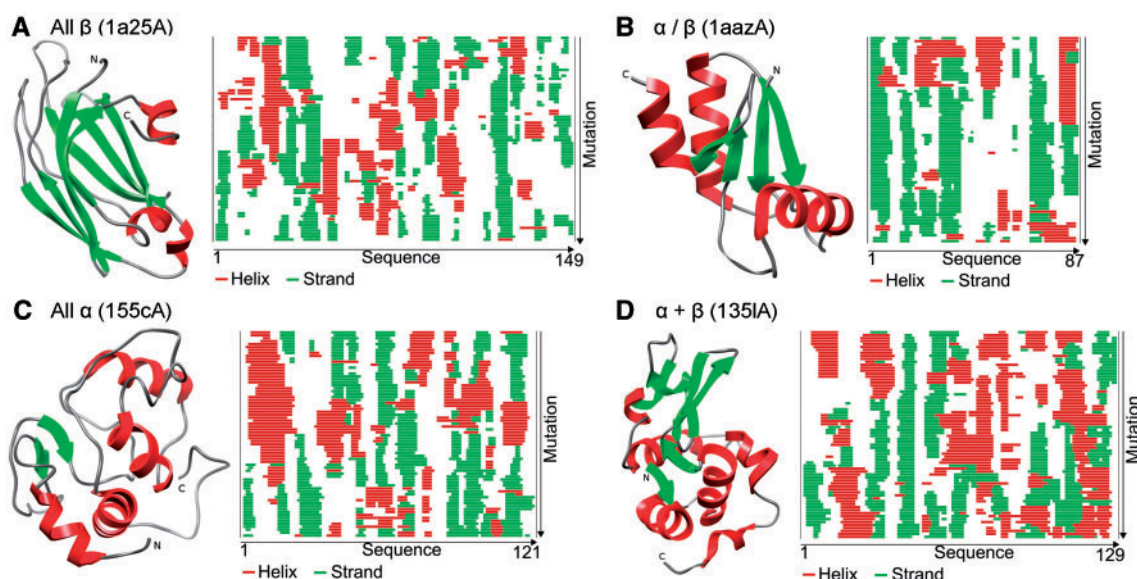 A All β (1a25A)
N
C
Mutation
1 Sequence 149
Helix Strand
B α / β (1aazA)
C
N
Mutation
1 Sequence 87
Helix Strand
C All α (155cA)
C
N
Mutation
1 Sequence 121
Helix Strand
D α + β (135lA)
N
C
Mutation
1 Sequence 129
Helix Strand